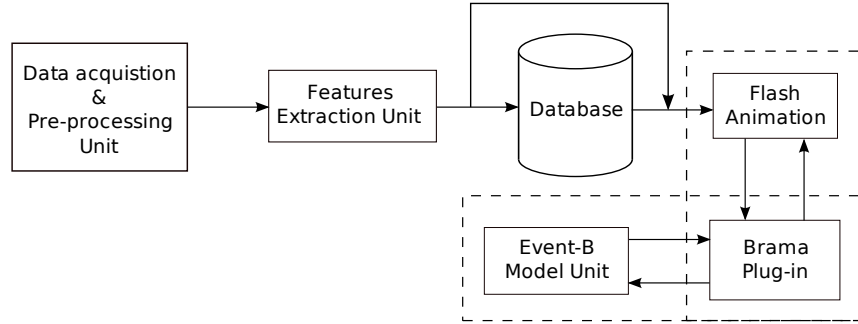 Data acquistion
&
Pre-processing
Unit
Features
Extraction Unit
Database
Flash
Animation
Event-B
Model Unit
Brama
Plug-in